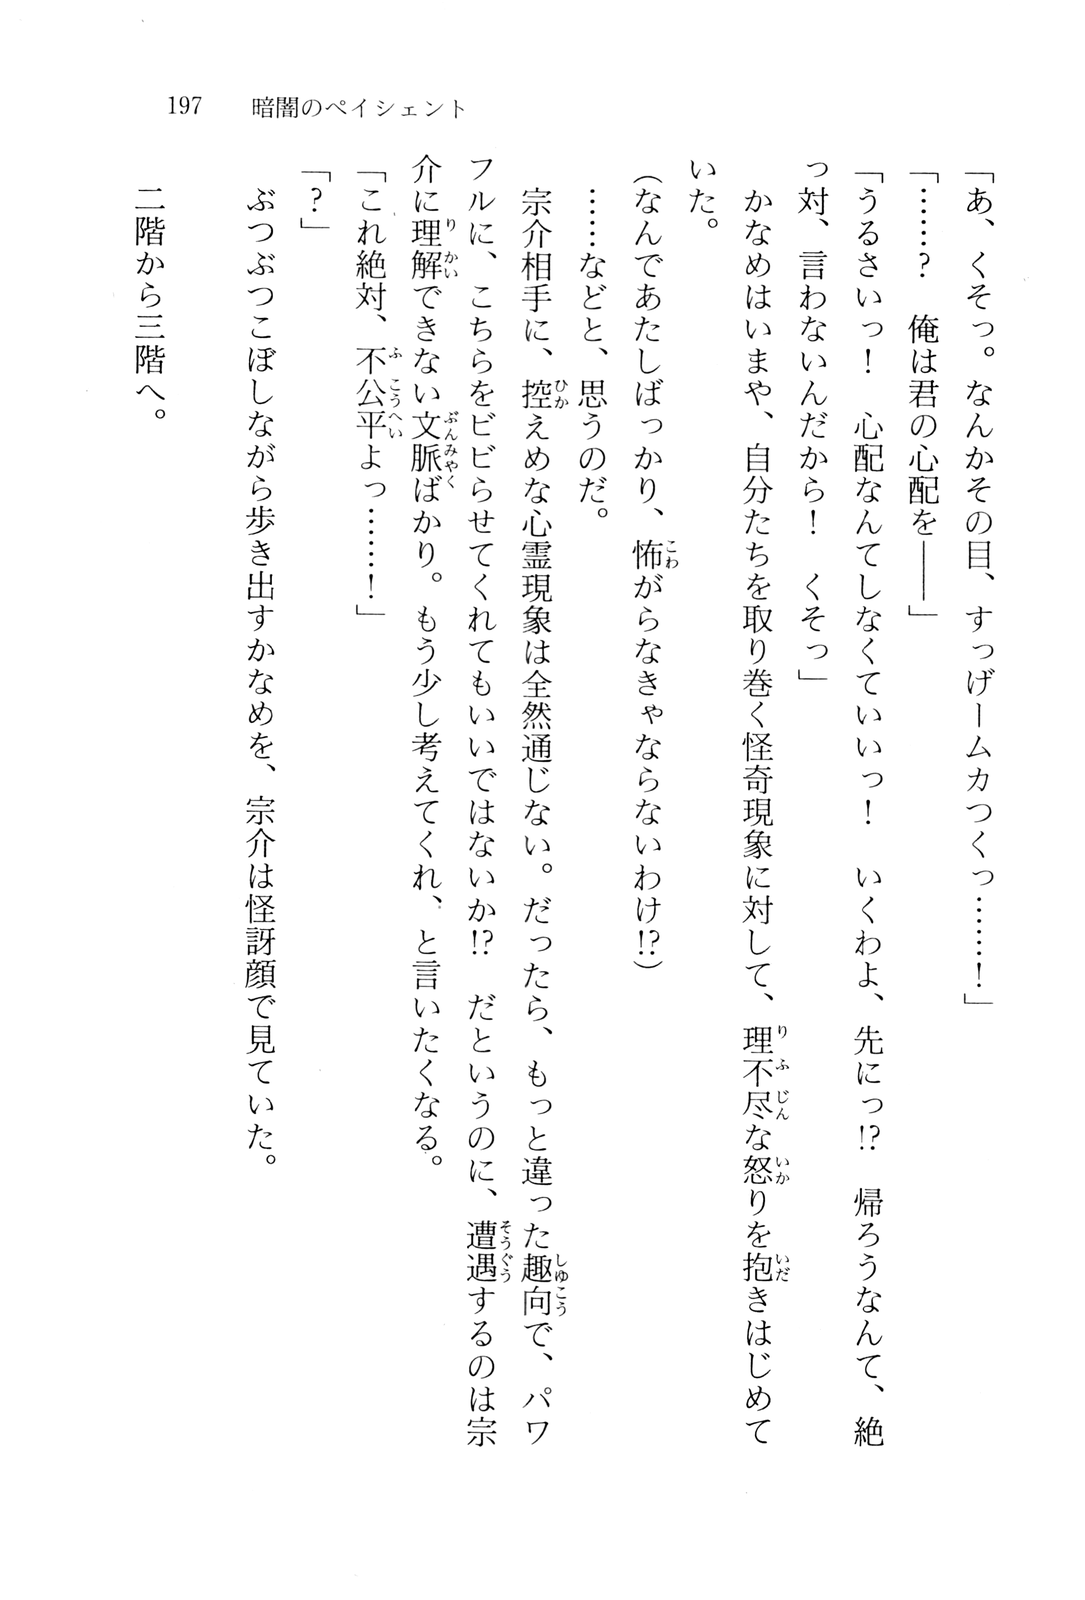 197 暗闇のペイシェント
「あ、くそっ。なんかその目、すっげームカつくっ……！」
「……？　俺は君の心配を――」
「うるさいっ！　心配なんてしなくていいっ！　いくわよ、先にっ!?　帰ろうなんて、絶
っ対、言わないんだから！　くそっ」
　かなめはいまや、自分たちを取り巻く怪奇現象に対して、理不尽な怒りを抱きはじめて
いた。
（なんであたしばっかり、怖がらなきゃならないわけ!?）
　……などと、思うのだ。
　宗介相手に、控えめな心霊現象は全然通じない。だったら、もっと違った趣向で、パワ
フルに、こちらをビビらせてくれてもいいではないか!?　だというのに、遭遇するのは宗
介に理解できない文脈ばかり。もう少し考えてくれ、と言いたくなる。
「これ絶対、不公平よっ……！」
「？」
　ぶつぶつこぼしながら歩き出すかなめを、宗介は怪訝顔で見ていた。
　二階から三階へ。